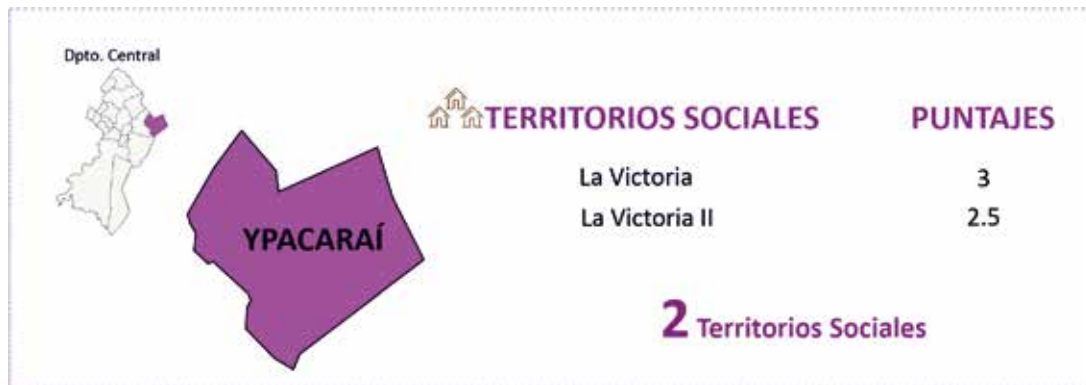 Dpto. Central
YPACARAÍ
TERRITORIOS SOCIALES PUNTAJES
La Victoria 3
La Victoria II 2.5
2 Territorios Sociales